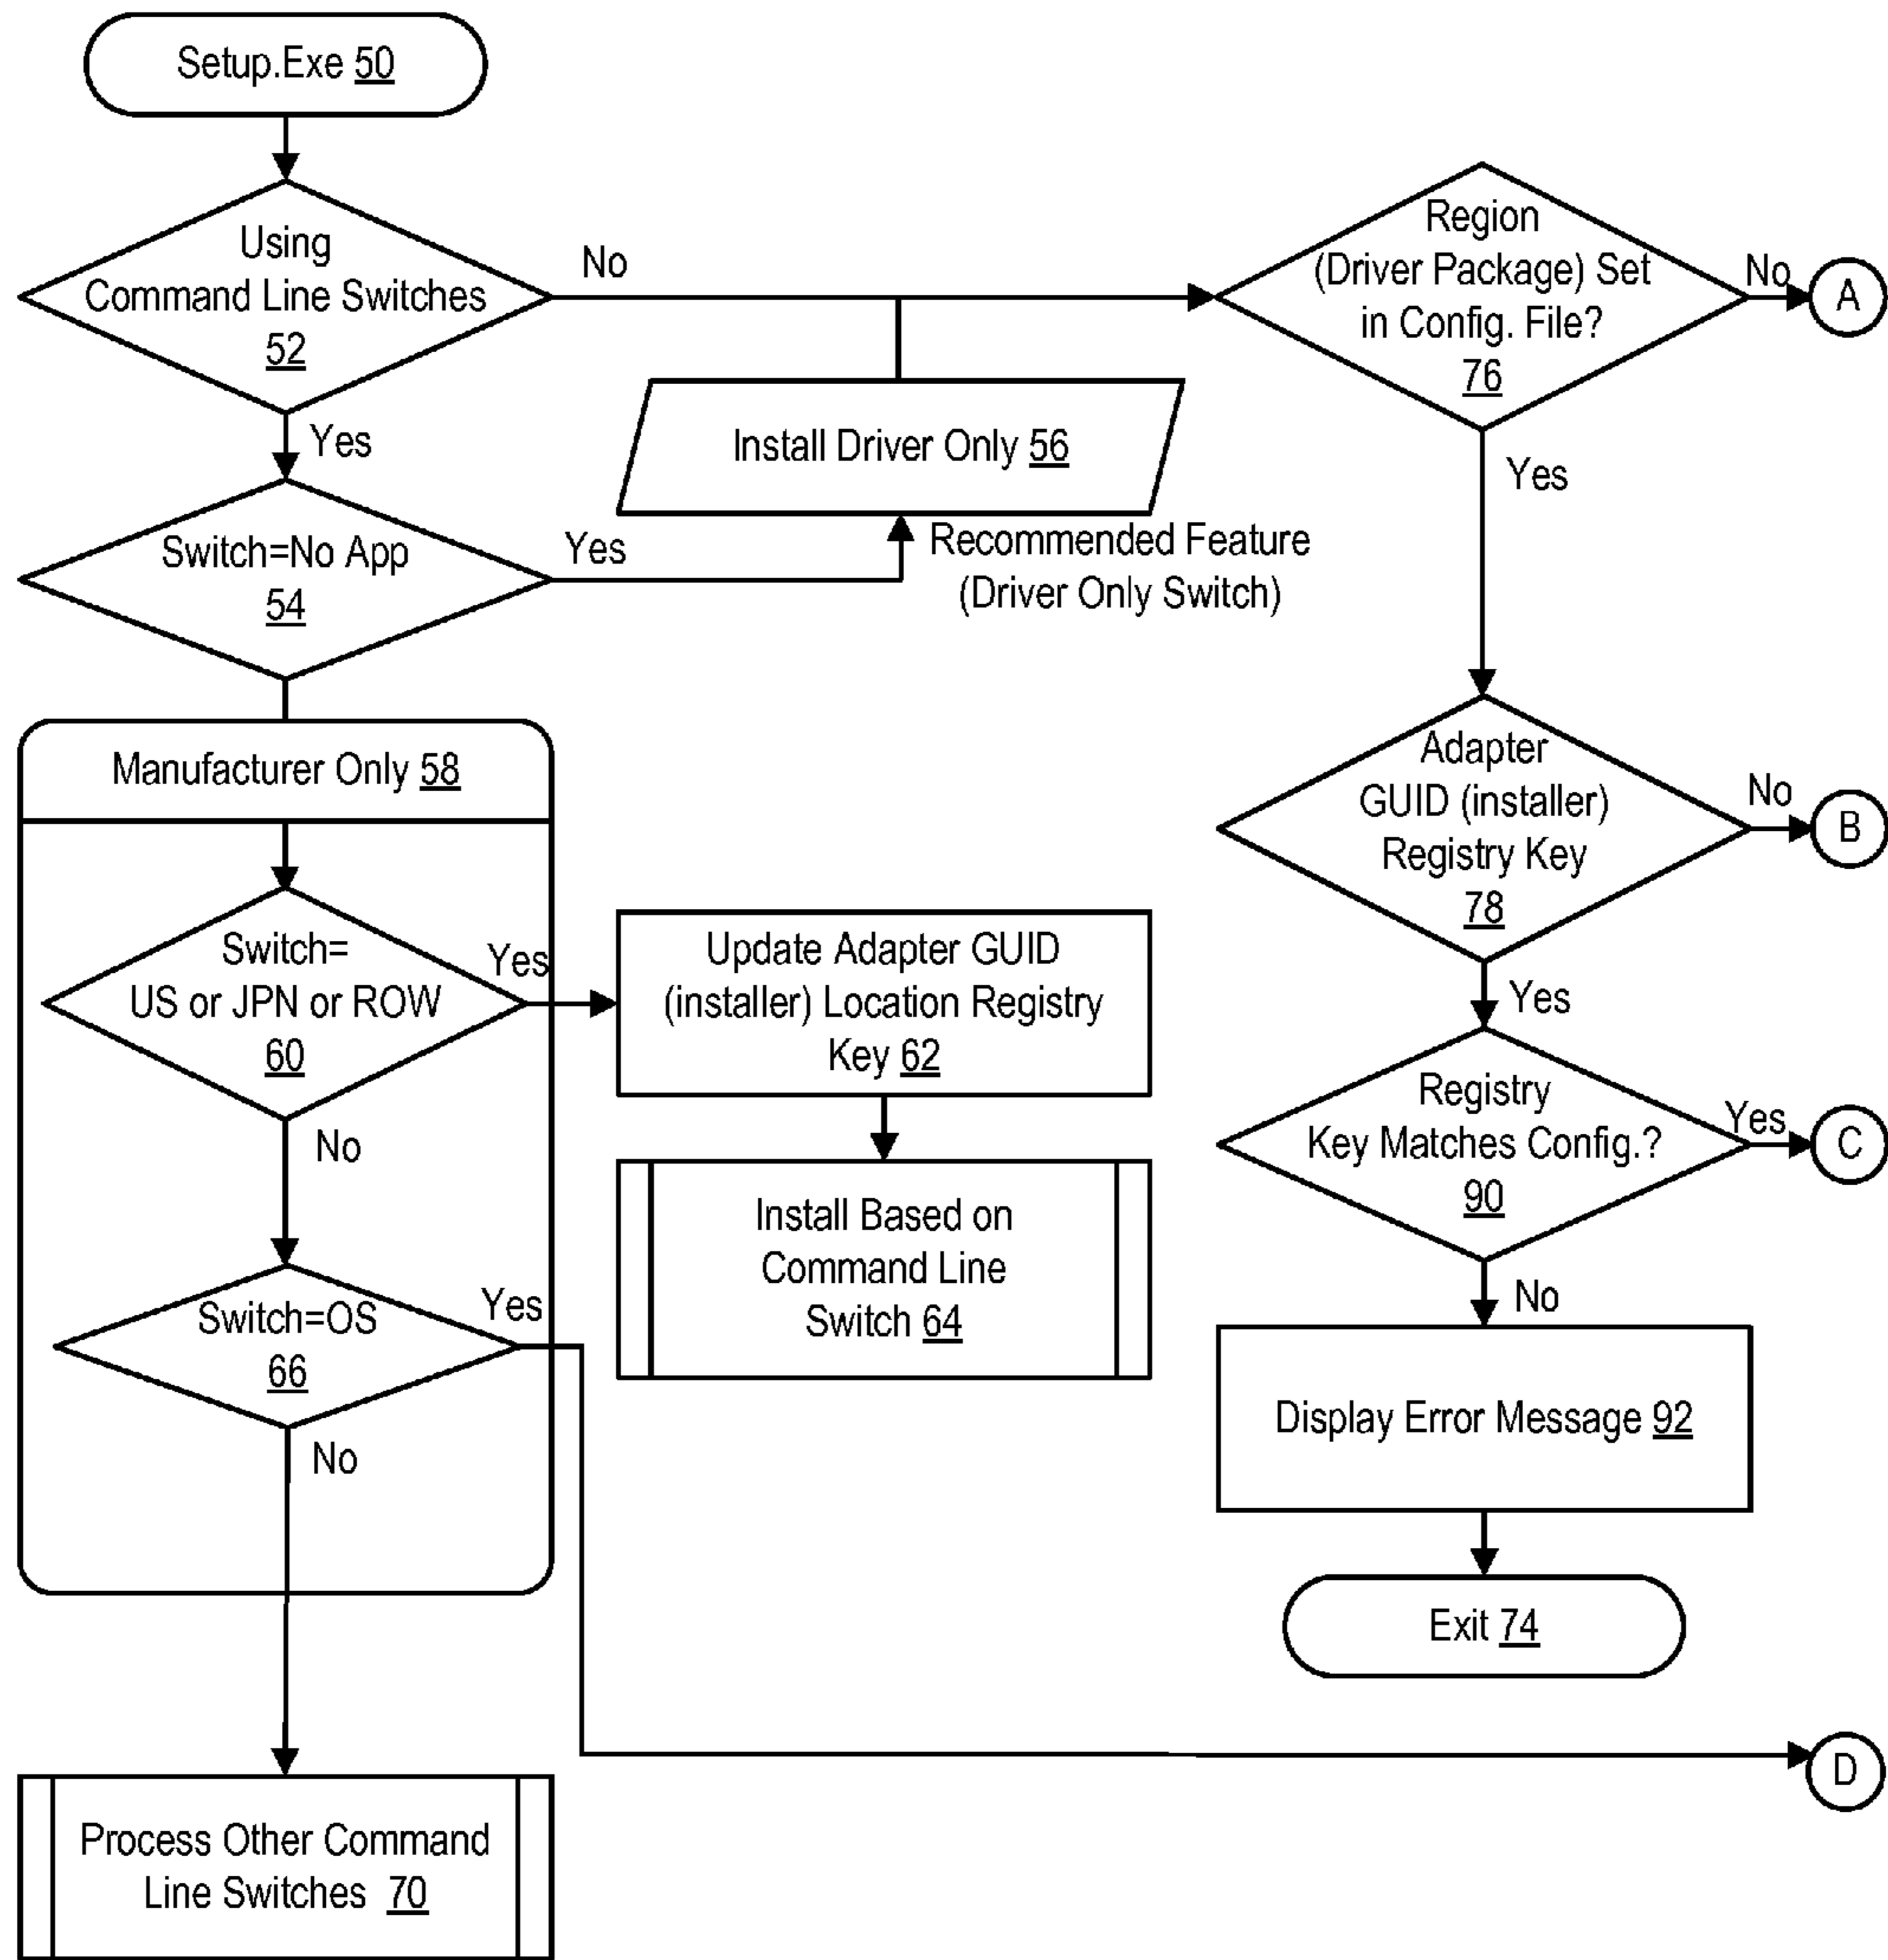 Setup.Exe 50
Using
Command Line Switches
52
No
Yes
Switch=No App
54
Yes
Install Driver Only 56
Recommended Feature
(Driver Only Switch)
Manufacturer Only 58
Switch=
US or JPN or ROW
60
Yes
No
Update Adapter GUID
(installer) Location Registry
Key 62
Install Based on
Command Line
Switch 64
Switch=OS
66
Yes
No
Process Other Command
Line Switches 70
Region
(Driver Package) Set
in Config. File?
76
No
A
Yes
Adapter
GUID (installer)
Registry Key
78
No
B
Yes
Registry
Key Matches Config.?
90
Yes
C
No
Display Error Message 92
Exit 74
D